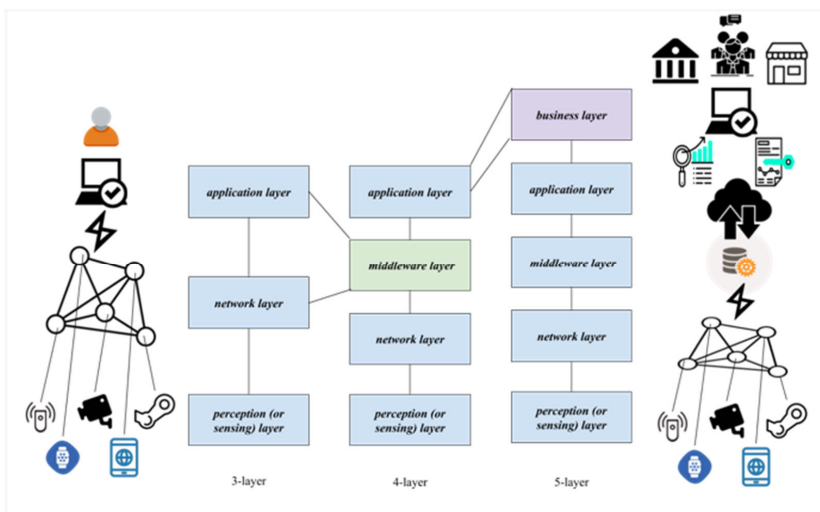 business layer
application layer
application layer
application layer
middleware layer
middleware layer
network layer
network layer
network layer
perception (or
sensing) layer
perception (or
sensing) layer
perception (or
sensing) layer
3-layer
4-layer
5-layer